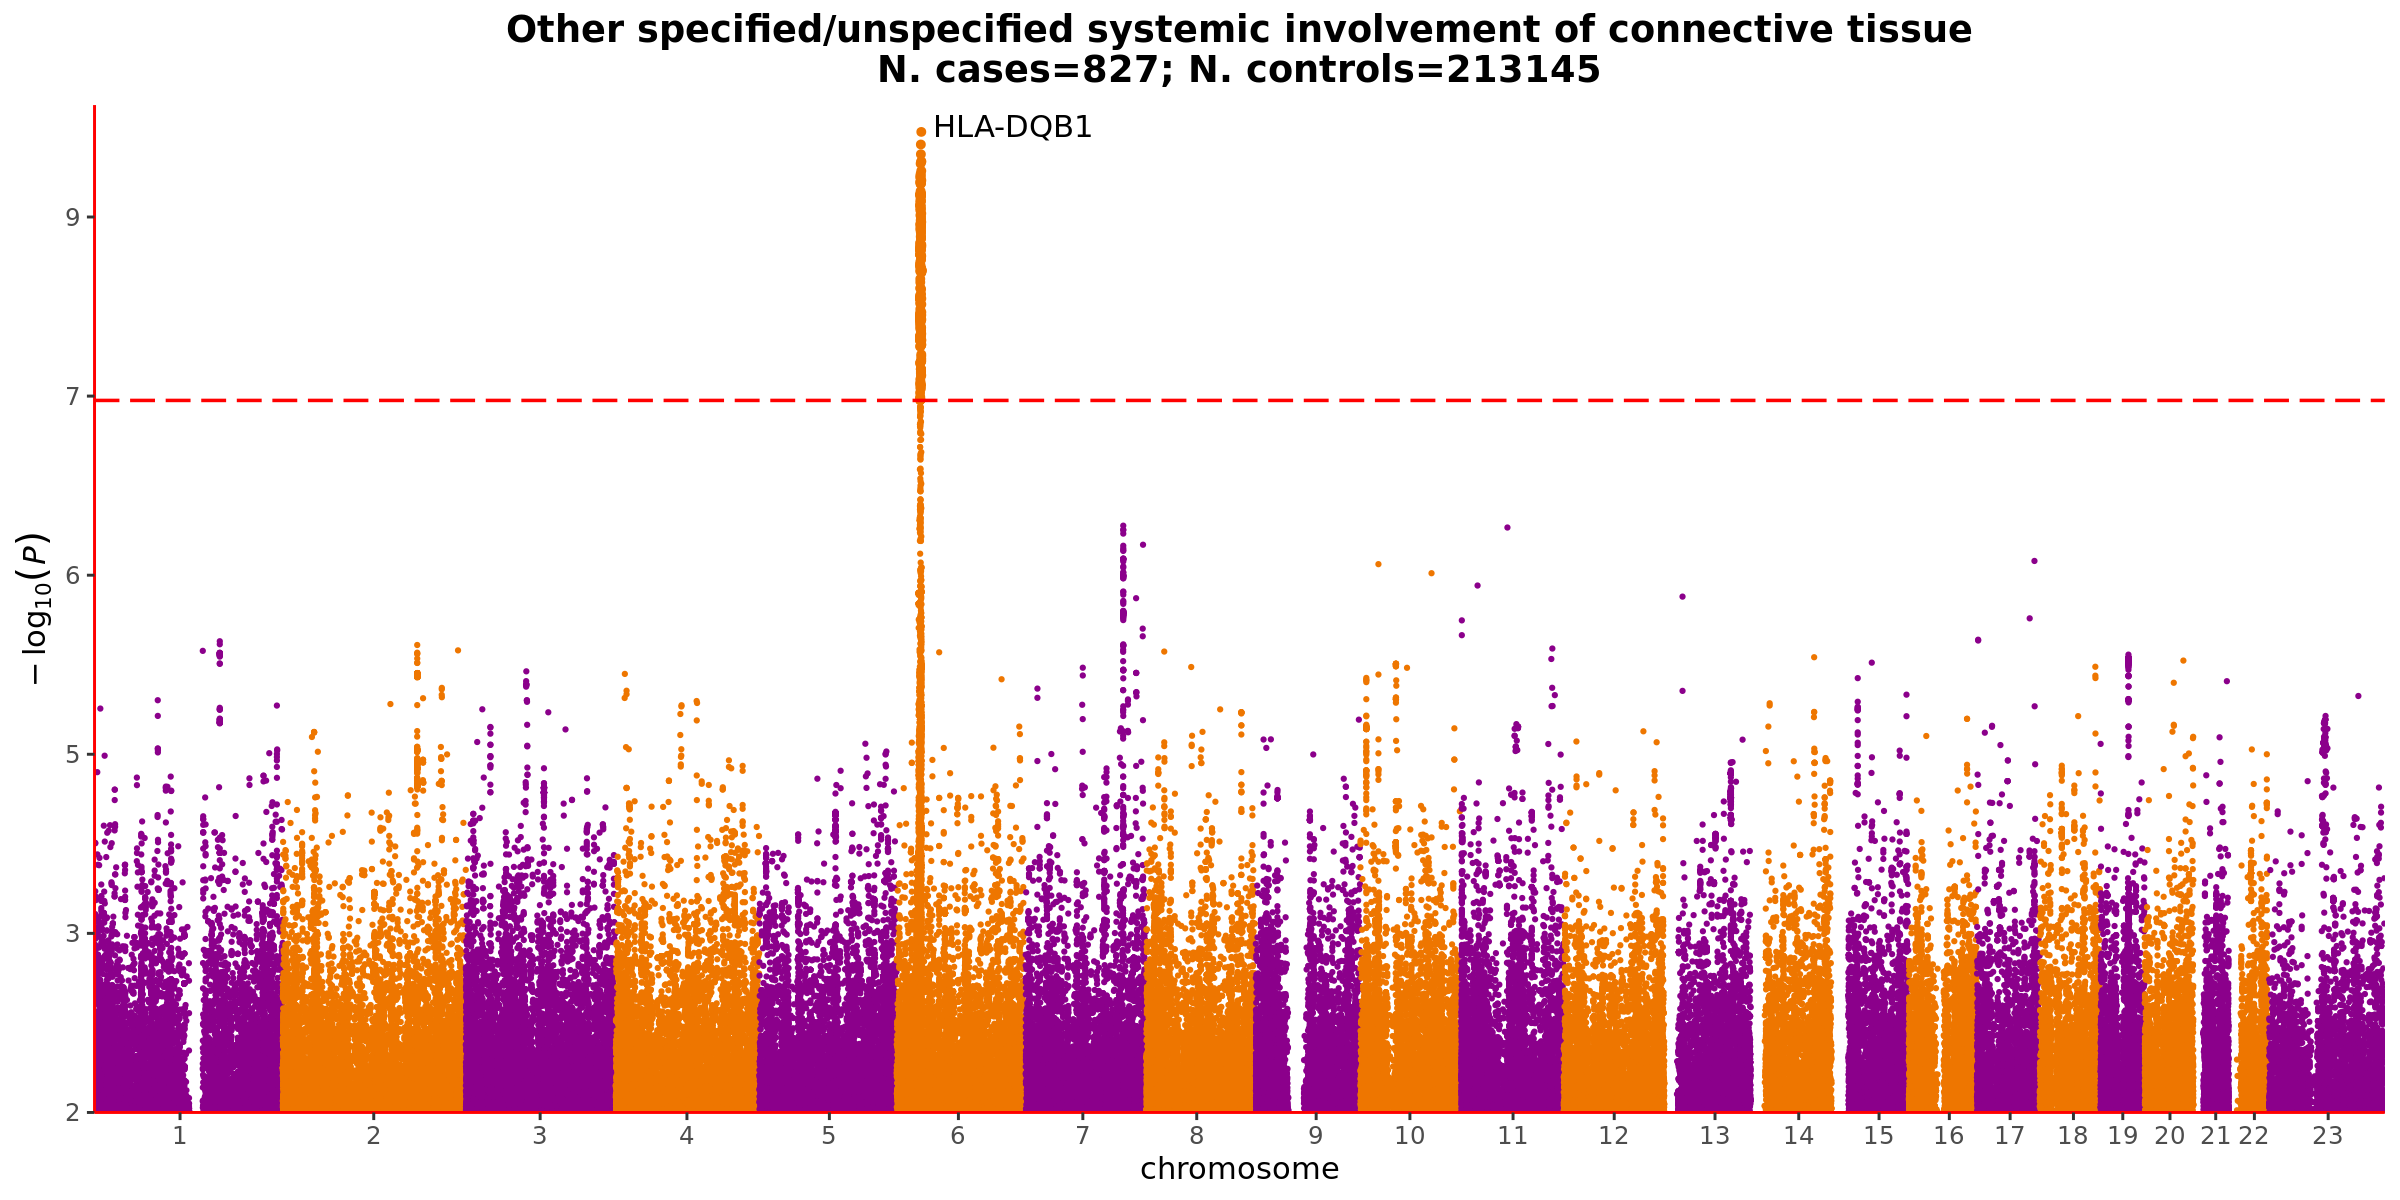 Other specified/unspecified systemic involvement of connective tissue
N. cases=827; N. controls=213145
HLA-DQB1
9
7
6
5
3
2
− log10(P)
1 2 3 4 5 6 7 8 9 10 11 12 13 14 15 16 17 18 19 20 21 22 23
chromosome